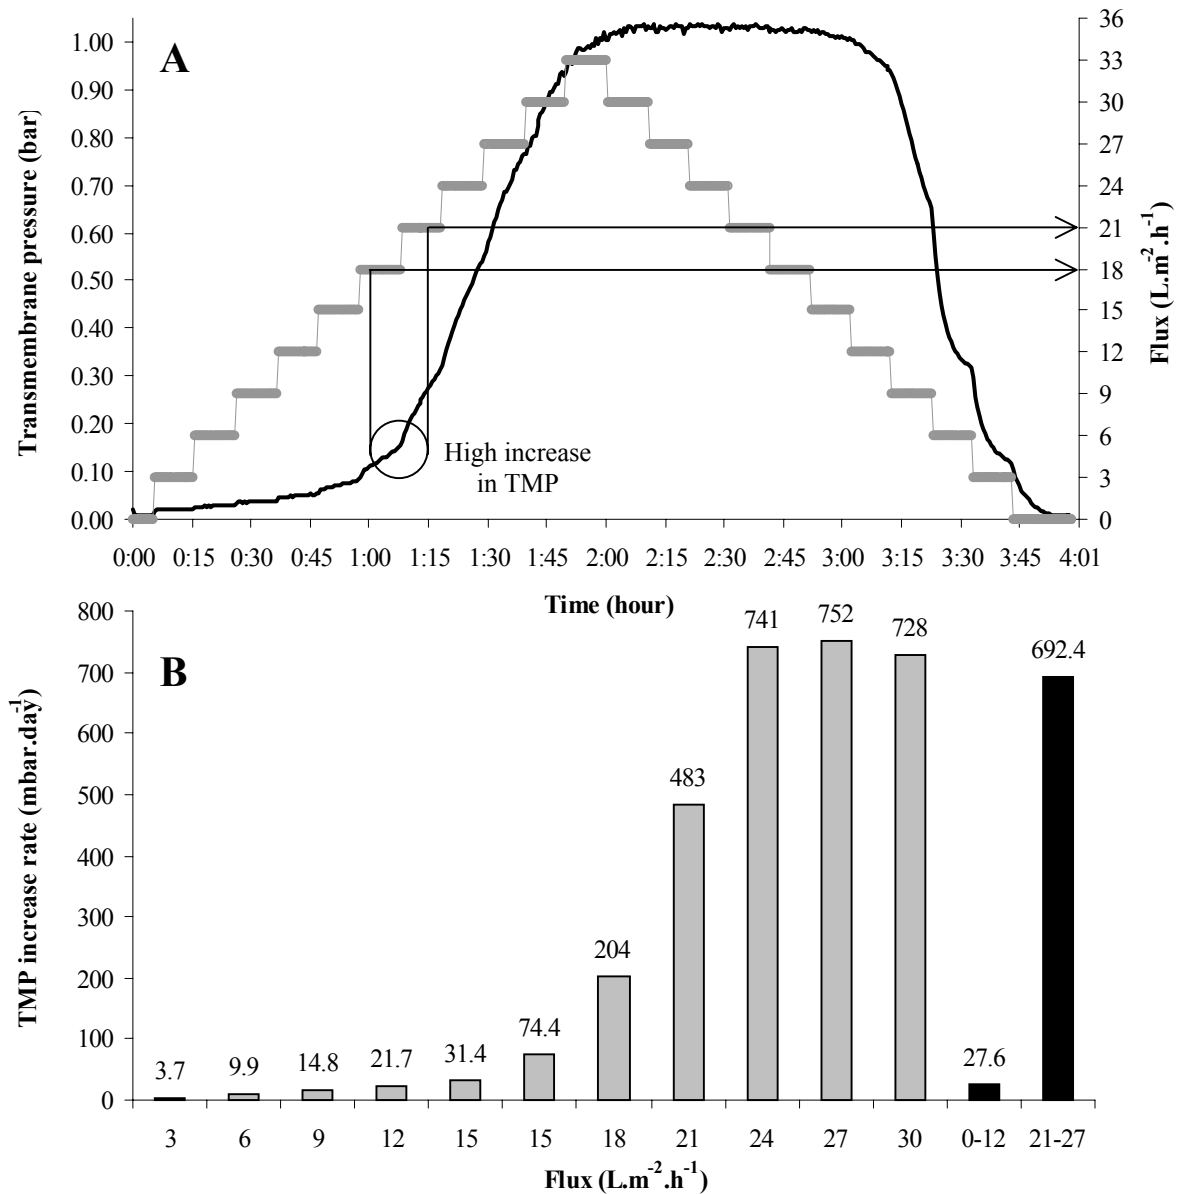 A
Transmembrane pressure (bar)
1.00
0.90
0.80
0.70
0.60
0.50
0.40
0.30
0.20
0.10
0.00
36
33
30
27
24
21
18
15
12
9
6
3
0
Flux (L.m⁻².h⁻¹)
High increase
in TMP
0:00 0:15 0:30 0:45 1:00 1:15 1:30 1:45 2:00 2:15 2:30 2:45 3:00 3:15 3:30 3:45 4:01
Time (hour)
B
TMP increase rate (mbar.day⁻¹)
800
700
600
500
400
300
200
100
0
3.7 9.9 14.8 21.7 31.4 74.4 204 483 741 752 728 27.6 692.4
3 6 9 12 15 15 18 21 24 27 30 0-12 21-27
Flux (L.m⁻².h⁻¹)